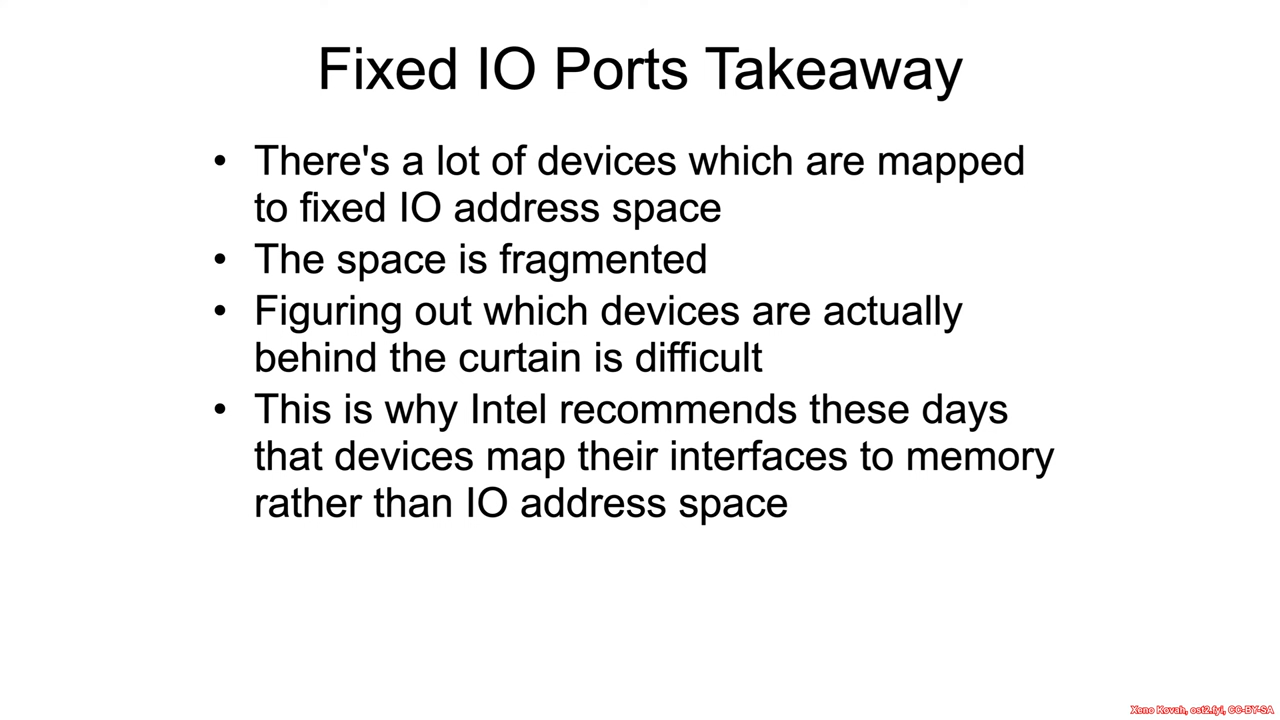 Fixed IO Ports Takeaway
• There's a lot of devices which are mapped
to fixed IO address space
• The space is fragmented
• Figuring out which devices are actually
behind the curtain is difficult
• This is why Intel recommends these days
that devices map their interfaces to memory
rather than IO address space
Xeno Kovah, ost2.fyi, CC-BY-SA